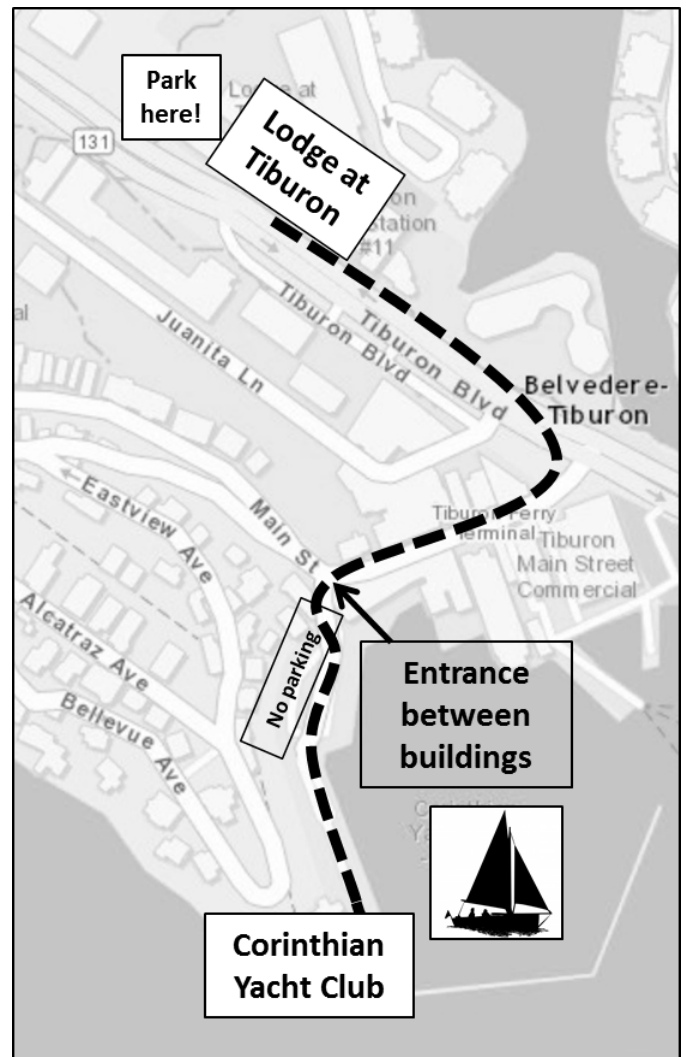 Park
here!
Lodge at
Tiburon
131
Station
#11
Tiburon Blvd
Tiburon Blvd
Juanita Ln
Belvedere-
Tiburon
Main St
Eastview Ave
Tiburon Ferry
Terminal
Tiburon
Main Street
Commercial
Alcatraz Ave
Bellevue Ave
No parking
Entrance
between
buildings
Corinthian
Yacht Club